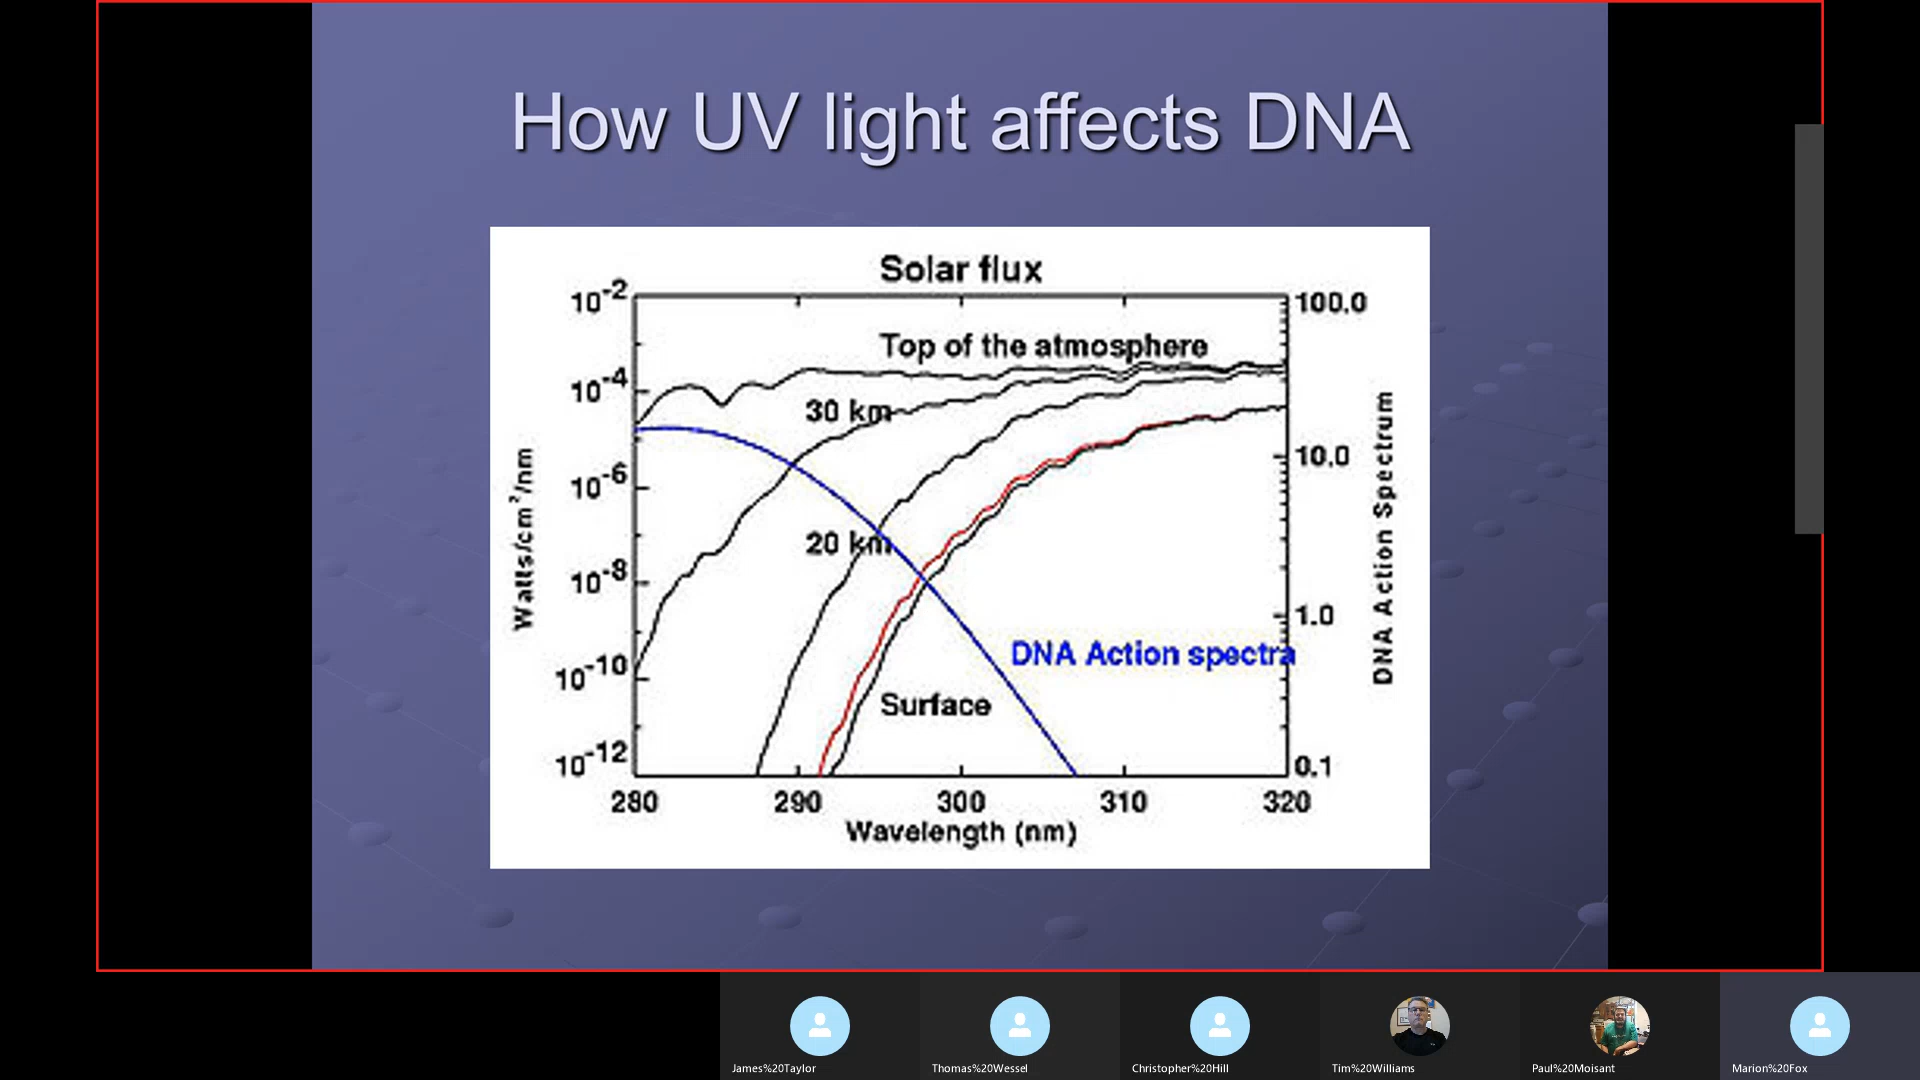 How UV light affects DNA
Solar flux
10⁻²
10⁻⁴
10⁻⁶
10⁻⁸
10⁻¹⁰
10⁻¹²
Watts/cm²/nm
Top of the atmosphere
30 km
20 km
Surface
DNA Action spectra
100.0
10.0
1.0
0.1
DNA Action Spectrum
280 290 300 310 320
Wavelength (nm)
James%20Taylor
Thomas%20Wessel
Christopher%20Hill
Tim%20Williams
Paul%20Moisant
Marion%20Fox